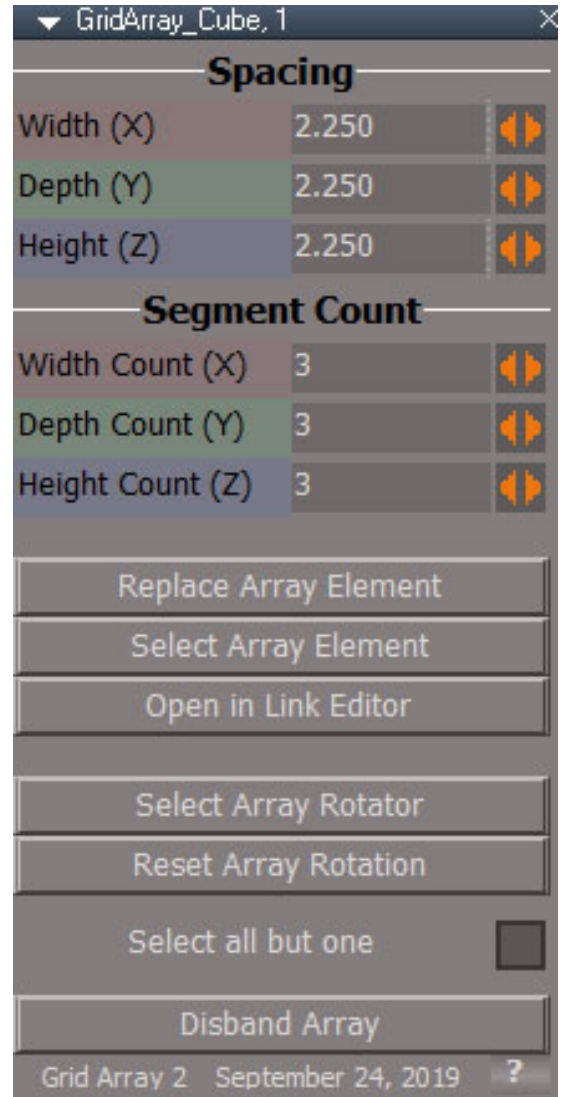 GridArray_Cube, 1
Spacing
Width (X) 2.250
Depth (Y) 2.250
Height (Z) 2.250
Segment Count
Width Count (X) 3
Depth Count (Y) 3
Height Count (Z) 3
Replace Array Element
Select Array Element
Open in Link Editor
Select Array Rotator
Reset Array Rotation
Select all but one
Disband Array
Grid Array 2 September 24, 2019 ?